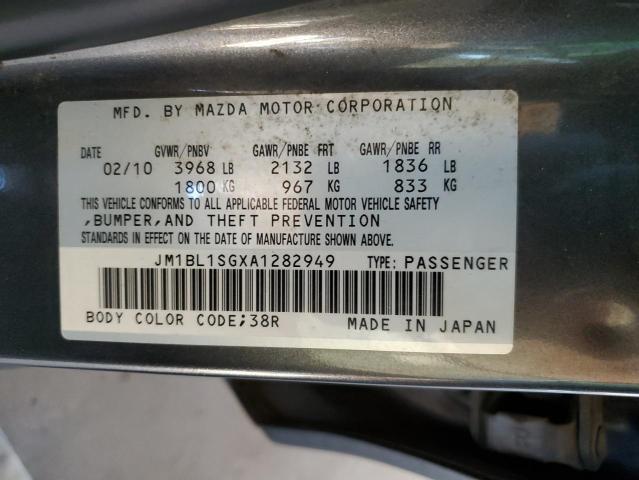 MFD. BY MAZDA MOTOR CORPORATION
DATE GVWR/PNBV GAWR/PNBE FRT GAWR/PNBE RR
02/10 3968 LB 2132 LB 1836 LB
1800 KG 967 KG 833 KG
THIS VEHICLE CONFORMS TO ALL APPLICABLE FEDERAL MOTOR VEHICLE SAFETY
,BUMPER,AND THEFT PREVENTION
STANDARDS IN EFFECT ON THE DATE OF MANUFACTURE SHOWN ABOVE.
JM1BL1SGXA1282949 TYPE: PASSENGER
BODY COLOR CODE;38R MADE IN JAPAN